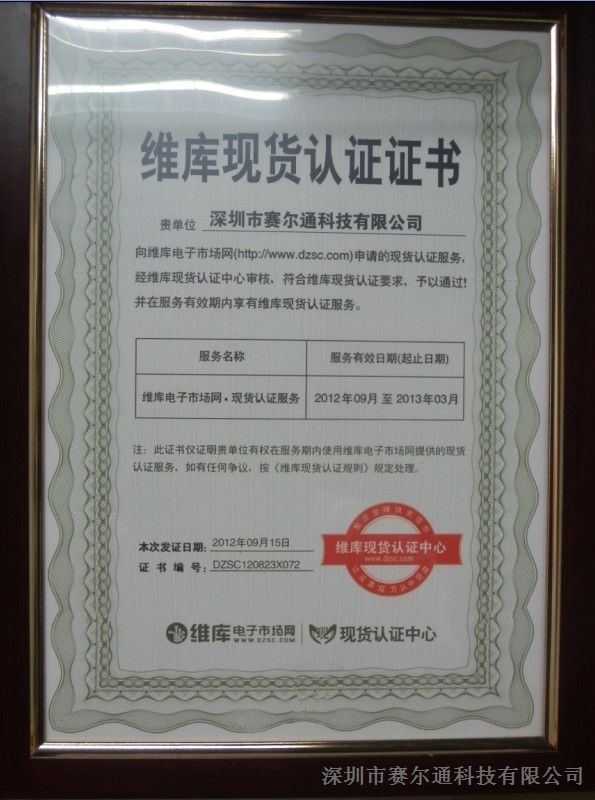 维库现货认证证书
贵单位 深圳市赛尔通科技有限公司
向维库电子市场网(http://www.dzsc.com)申请的现货认证服务,
经维库现货认证中心审核，符合维库现货认证要求，予以通过!
并在服务有效期内享有维库现货认证服务。
服务名称 服务有效日期(起止日期)
维库电子市场网·现货认证服务 2012年09月 至 2013年03月
注：此证书仅证明贵单位有权在服务期内使用维库电子市场网提供的现货
认证服务，如有任何争议，按《维库现货认证规则》规定处理。
本次发证日期: 2012年09月15日
证 书 编 号: DZSC120823X072
维库现货认证中心
www.dzsc.com
维库电子市场网 现 现货认证中心
WWW.DZSC.COM
深圳市赛尔通科技有限公司